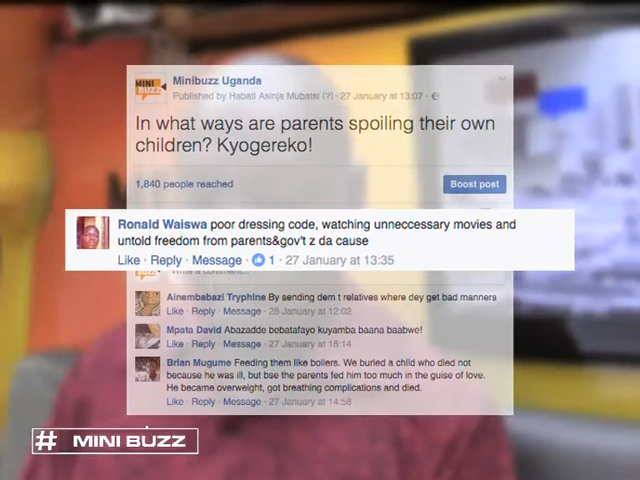 MINI
BUZZ
Minibuzz Uganda
Published by Habati Asinja Mubatsi [?] · 27 January at 13:07 ·
In what ways are parents spoiling their own
children? Kyogereko!
1,840 people reached
Boost post
Ronald Waiswa poor dressing code, watching unneccessary movies and
untold freedom from parents&gov't z da cause
Like · Reply · Message · 1 · 27 January at 13:35
Write a comment...
Ainembabazi Tryphine By sending dem t relatives where dey get bad manners
Like · Reply · Message · 28 January at 12:02
Mpata David Abazadde bebatafayo kuyamba baana baabwe!
Like · Reply · Message · 27 January at 18:14
Brian Mugume Feeding them like boilers. We buried a child who died not
because he was ill, but bse the parents fed him too much in the guise of love.
He became overweight, got breathing complications and died.
Like · Reply · Message · 27 January at 14:58
# MINI BUZZ